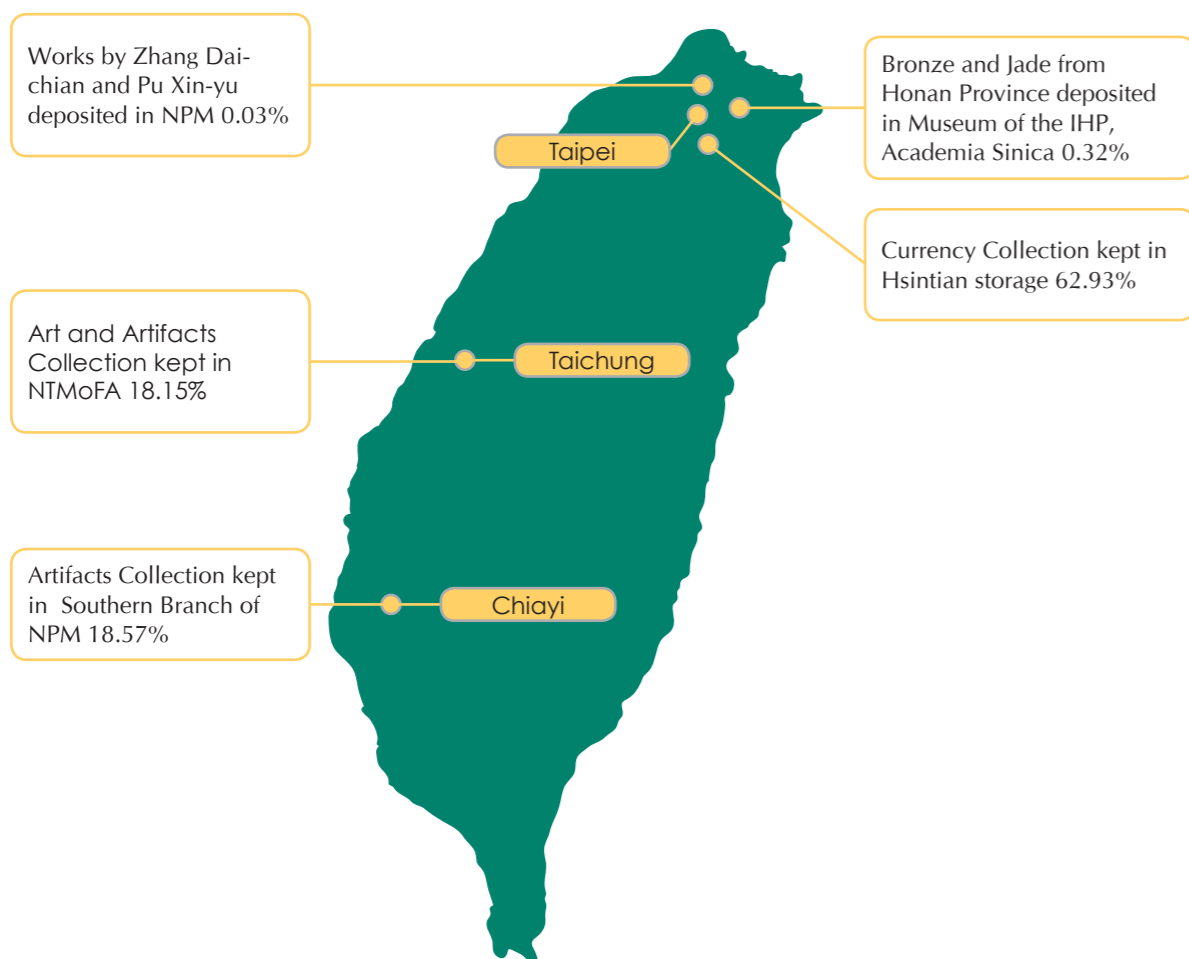 Works by Zhang Dai-
chian and Pu Xin-yu
deposited in NPM 0.03%
Bronze and Jade from
Honan Province deposited
in Museum of the IHP,
Academia Sinica 0.32%
Taipei
Currency Collection kept in
Hsintian storage 62.93%
Art and Artifacts
Collection kept in
NTMoFA 18.15%
Taichung
Artifacts Collection kept
in Southern Branch of
NPM 18.57%
Chiayi